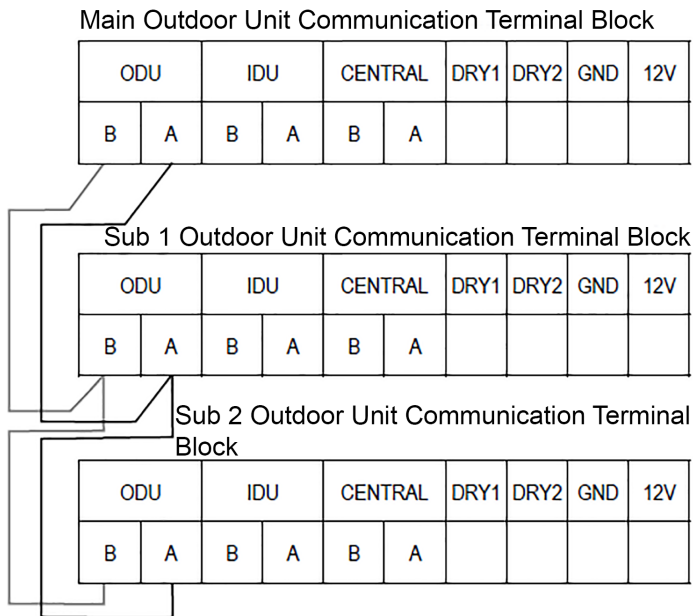 Main Outdoor Unit Communication Terminal Block
ODU IDU CENTRAL DRY1 DRY2 GND 12V
B A B A B A
Sub 1 Outdoor Unit Communication Terminal Block
ODU IDU CENTRAL DRY1 DRY2 GND 12V
B A B A B A
Sub 2 Outdoor Unit Communication Terminal
Block
ODU IDU CENTRAL DRY1 DRY2 GND 12V
B A B A B A